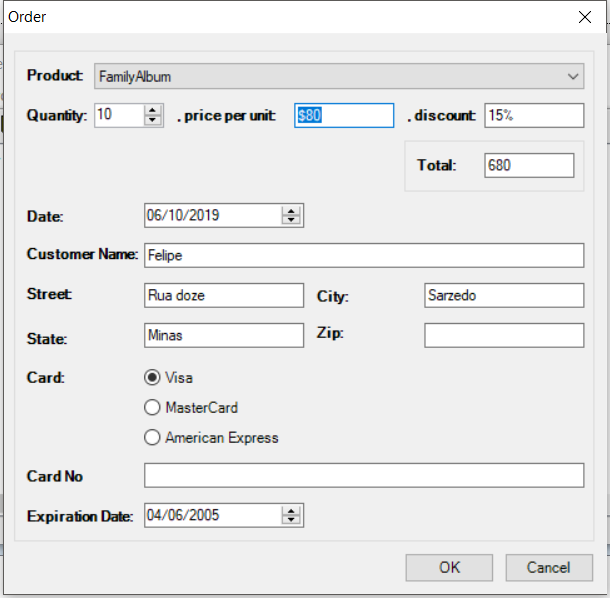 Order
Product: FamilyAlbum
Quantity: 10 . price per unit: $80 . discount: 15%
Total: 680
Date: 06/10/2019
Customer Name: Felipe
Street: Rua doze City: Sarzedo
State: Minas Zip:
Card: Visa
MasterCard
American Express
Card No
Expiration Date: 04/06/2005
OK Cancel